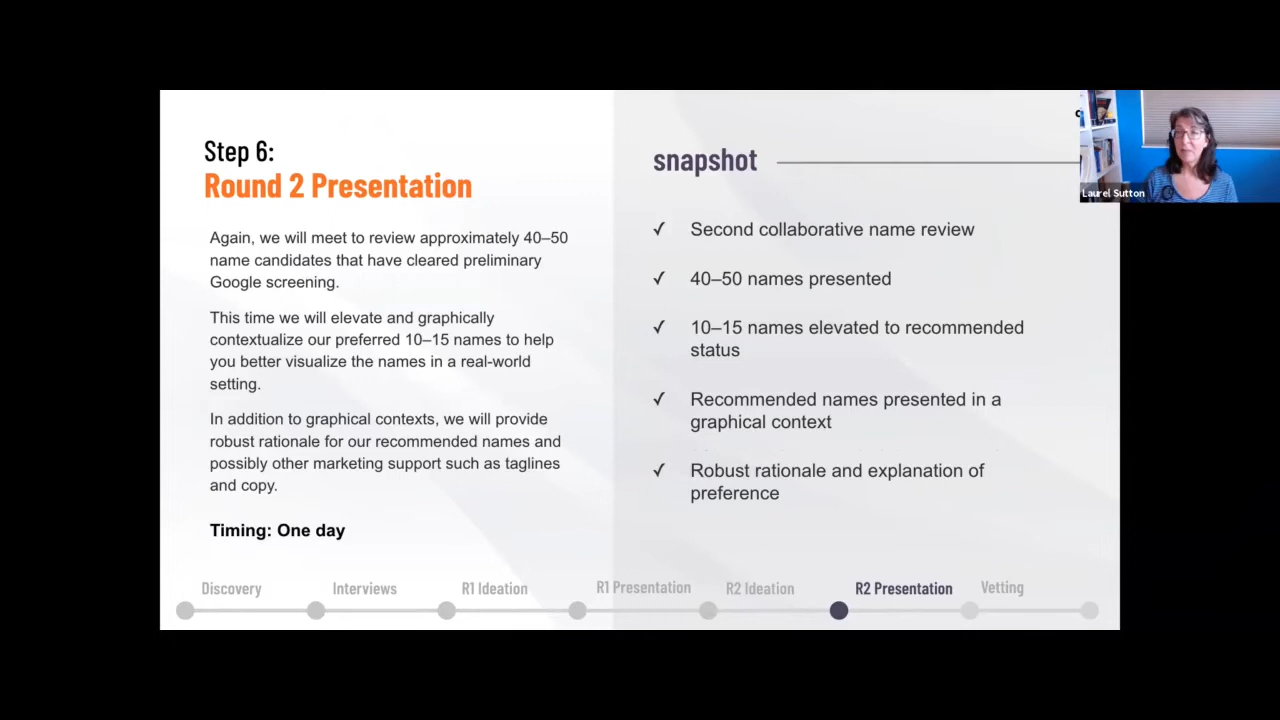 Step 6:
Round 2 Presentation
Again, we will meet to review approximately 40–50
name candidates that have cleared preliminary
Google screening.
This time we will elevate and graphically
contextualize our preferred 10–15 names to help
you better visualize the names in a real-world
setting.
In addition to graphical contexts, we will provide
robust rationale for our recommended names and
possibly other marketing support such as taglines
and copy.
Timing: One day
snapshot
✓ Second collaborative name review
✓ 40–50 names presented
✓ 10–15 names elevated to recommended
status
✓ Recommended names presented in a
graphical context
✓ Robust rationale and explanation of
preference
Laurel Sutton
Discovery Interviews R1 Ideation R1 Presentation R2 Ideation R2 Presentation Vetting